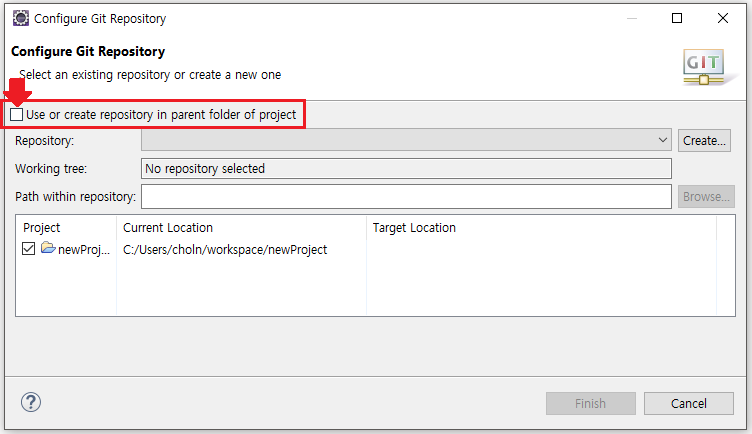 Configure Git Repository
Configure Git Repository
Select an existing repository or create a new one
GIT
Use or create repository in parent folder of project
Repository:
Create...
Working tree: No repository selected
Path within repository:
Browse...
Project Current Location Target Location
newProj... C:/Users/choln/workspace/newProject
?
Finish Cancel